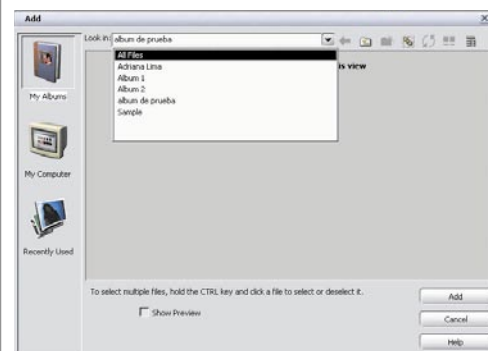 Add
Look in: album de prueba
All Files
is view
Adriana Lima
Album 1
Album 2
album de prueba
Sample
My Albums
My Computer
Recently Used
To select multiple files, hold the CTRL key and click a file to select or deselect it.
Show Preview
Add
Cancel
Help